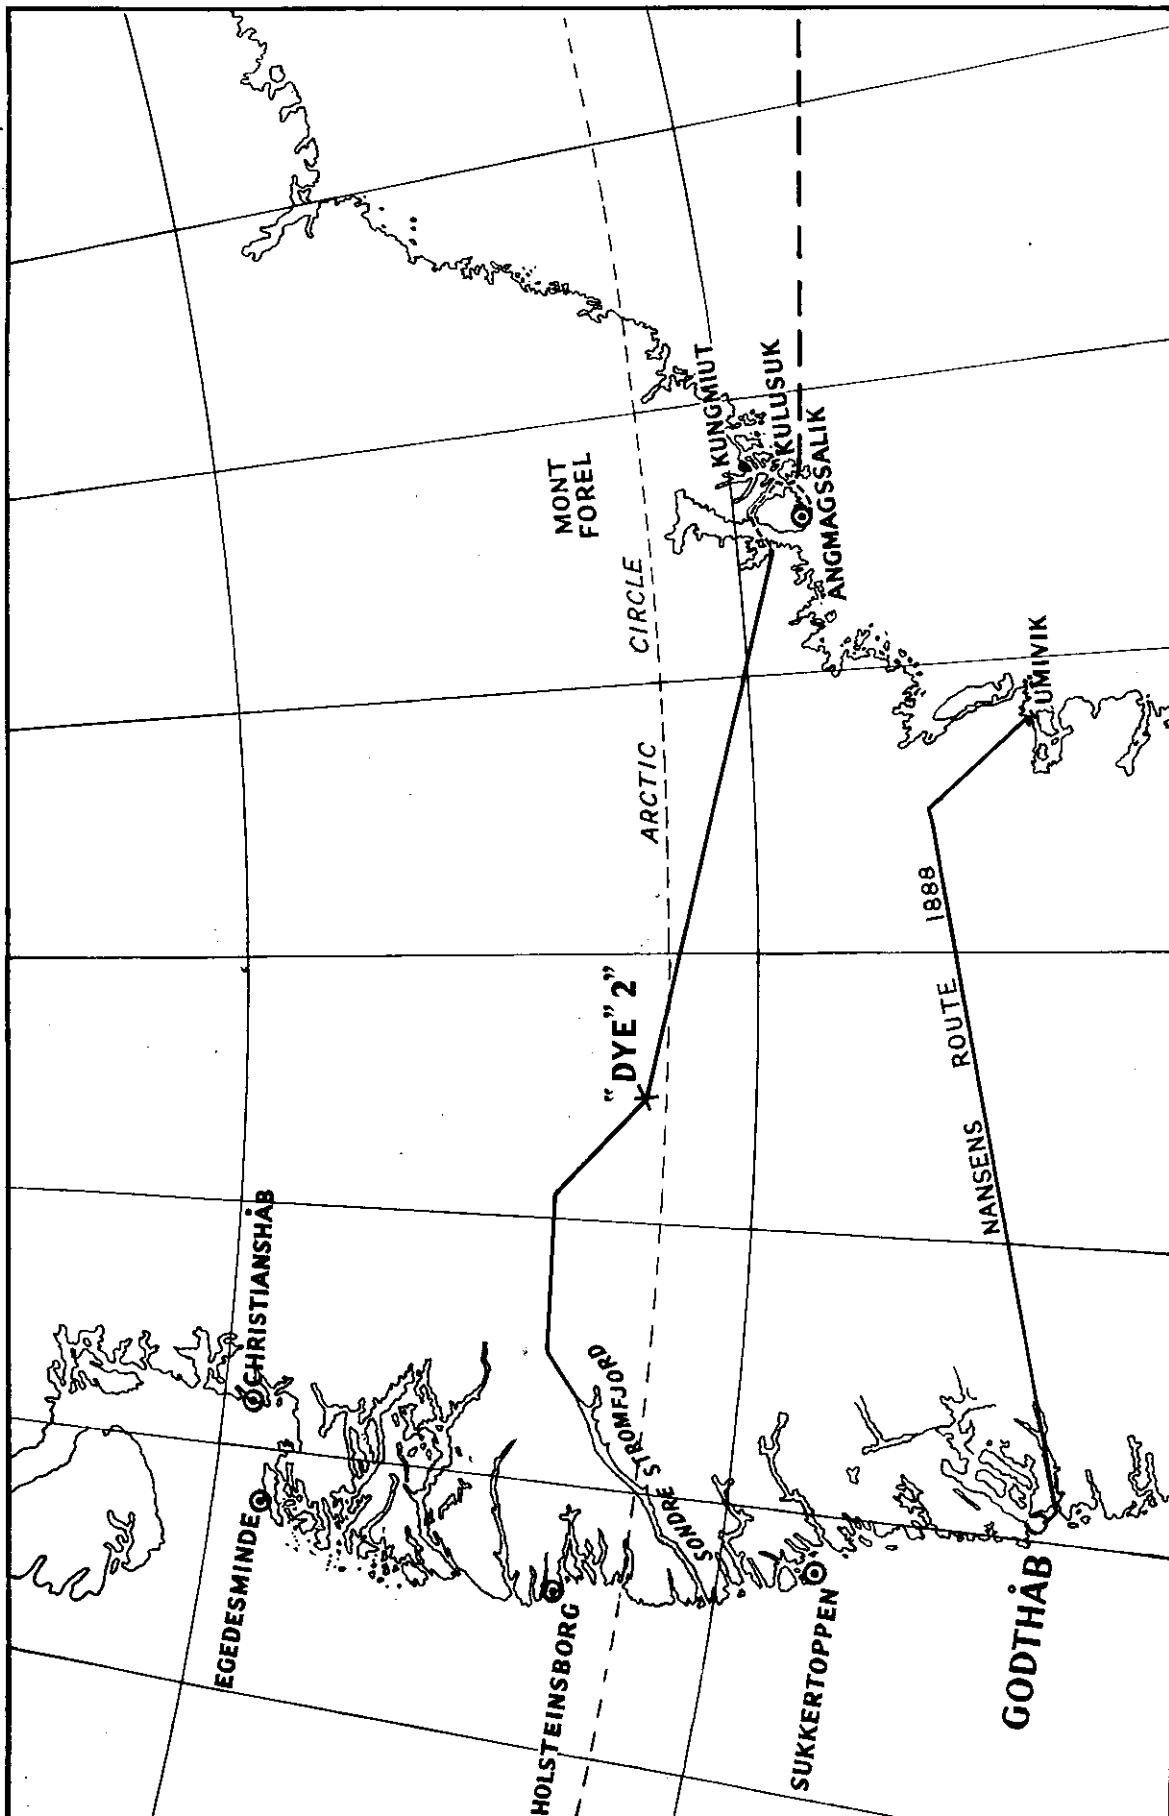 EGEDESMINDE
CHRISTIANSHÅB
HOLSTEINSBORG
SONDRE STROMFJORD
SUKKERTOPPEN
GODTHÅB
"DYE" 2"
ARCTIC CIRCLE
MONT
FOREL
KUNGMIUT
KULUSUK
ANGMAGSSALIK
UMIVIK
NANSENS ROUTE 1888